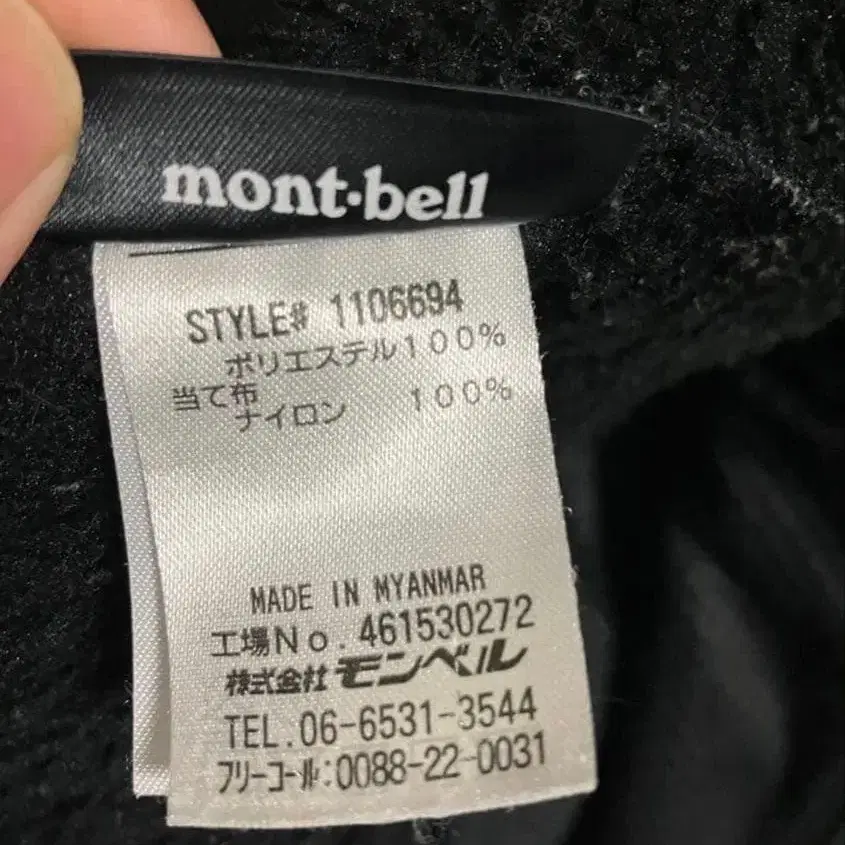 mont·bell
STYLE# 1106694
ポリエステル100%
当て布
ナイロン 100%
MADE IN MYANMAR
工場No. 461530272
株式会社モンベル
TEL.06-6531-3544
フリーコール:0088-22-0031